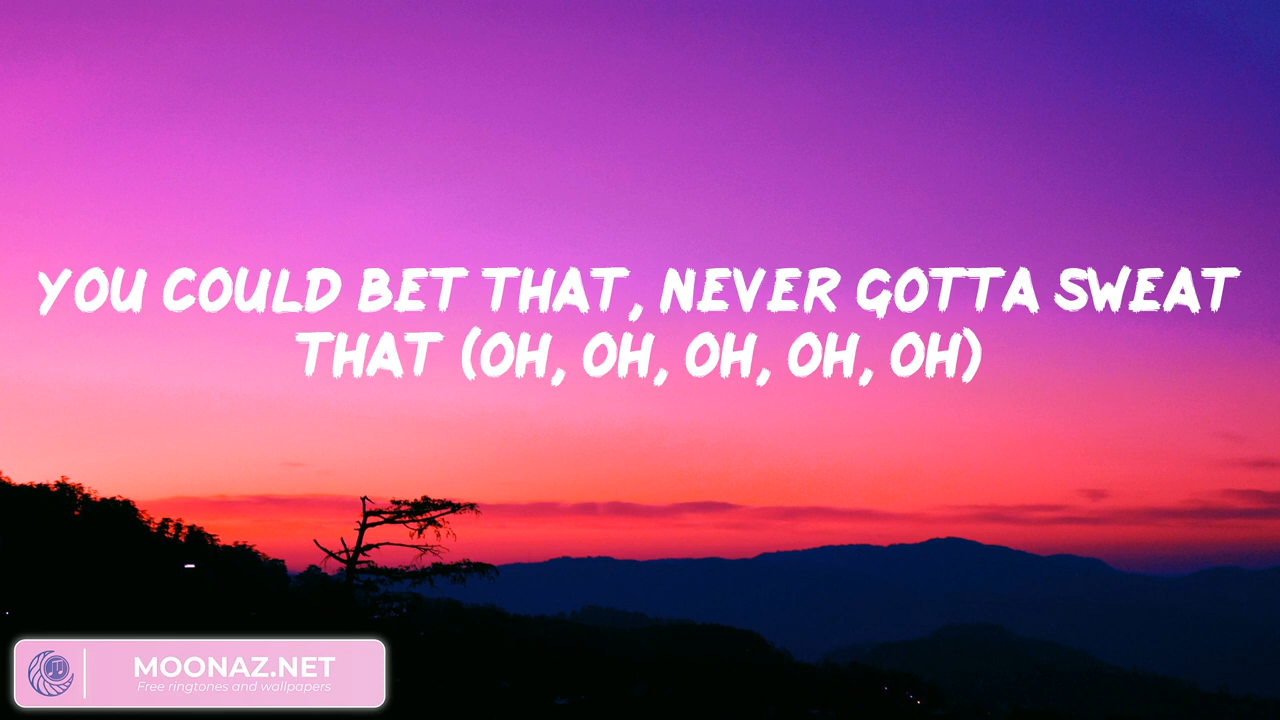 YOU COULD BET THAT, NEVER GOTTA SWEAT
THAT (OH, OH, OH, OH, OH)
MOONAZ.NET
Free ringtones and wallpapers